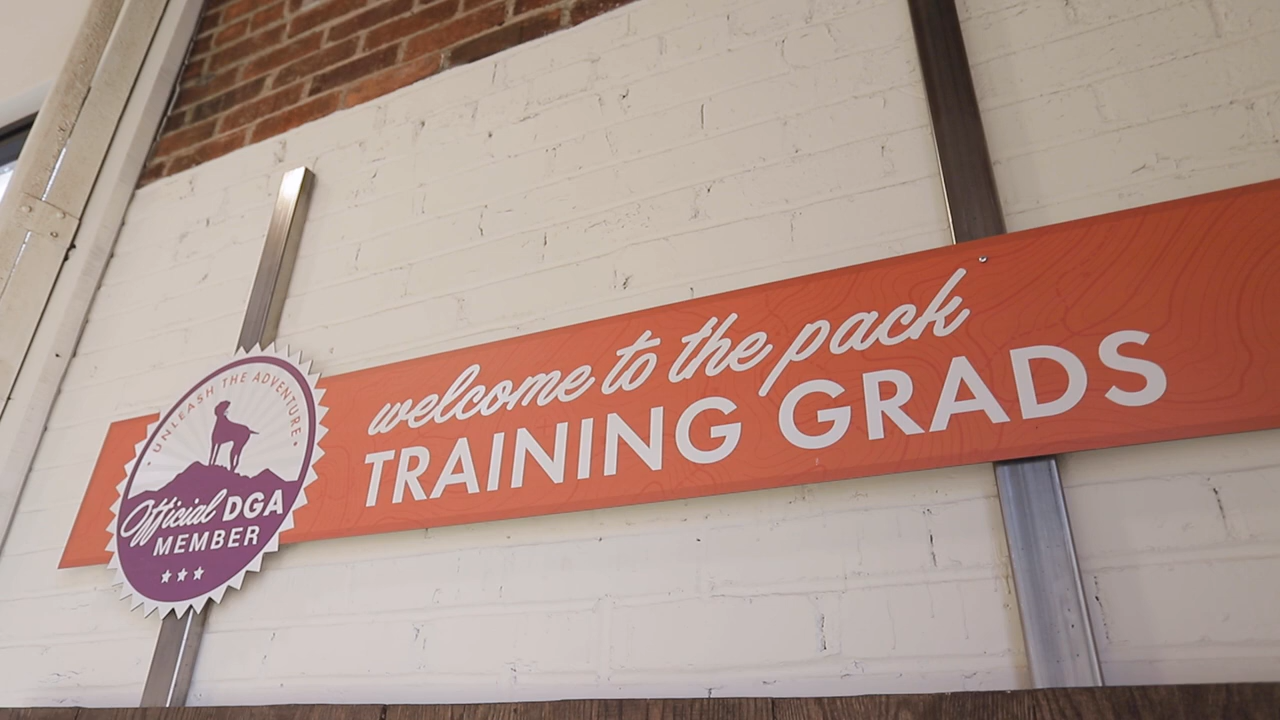 • UNLEASH THE ADVENTURE •
Official DGA
MEMBER
welcome to the pack
TRAINING GRADS